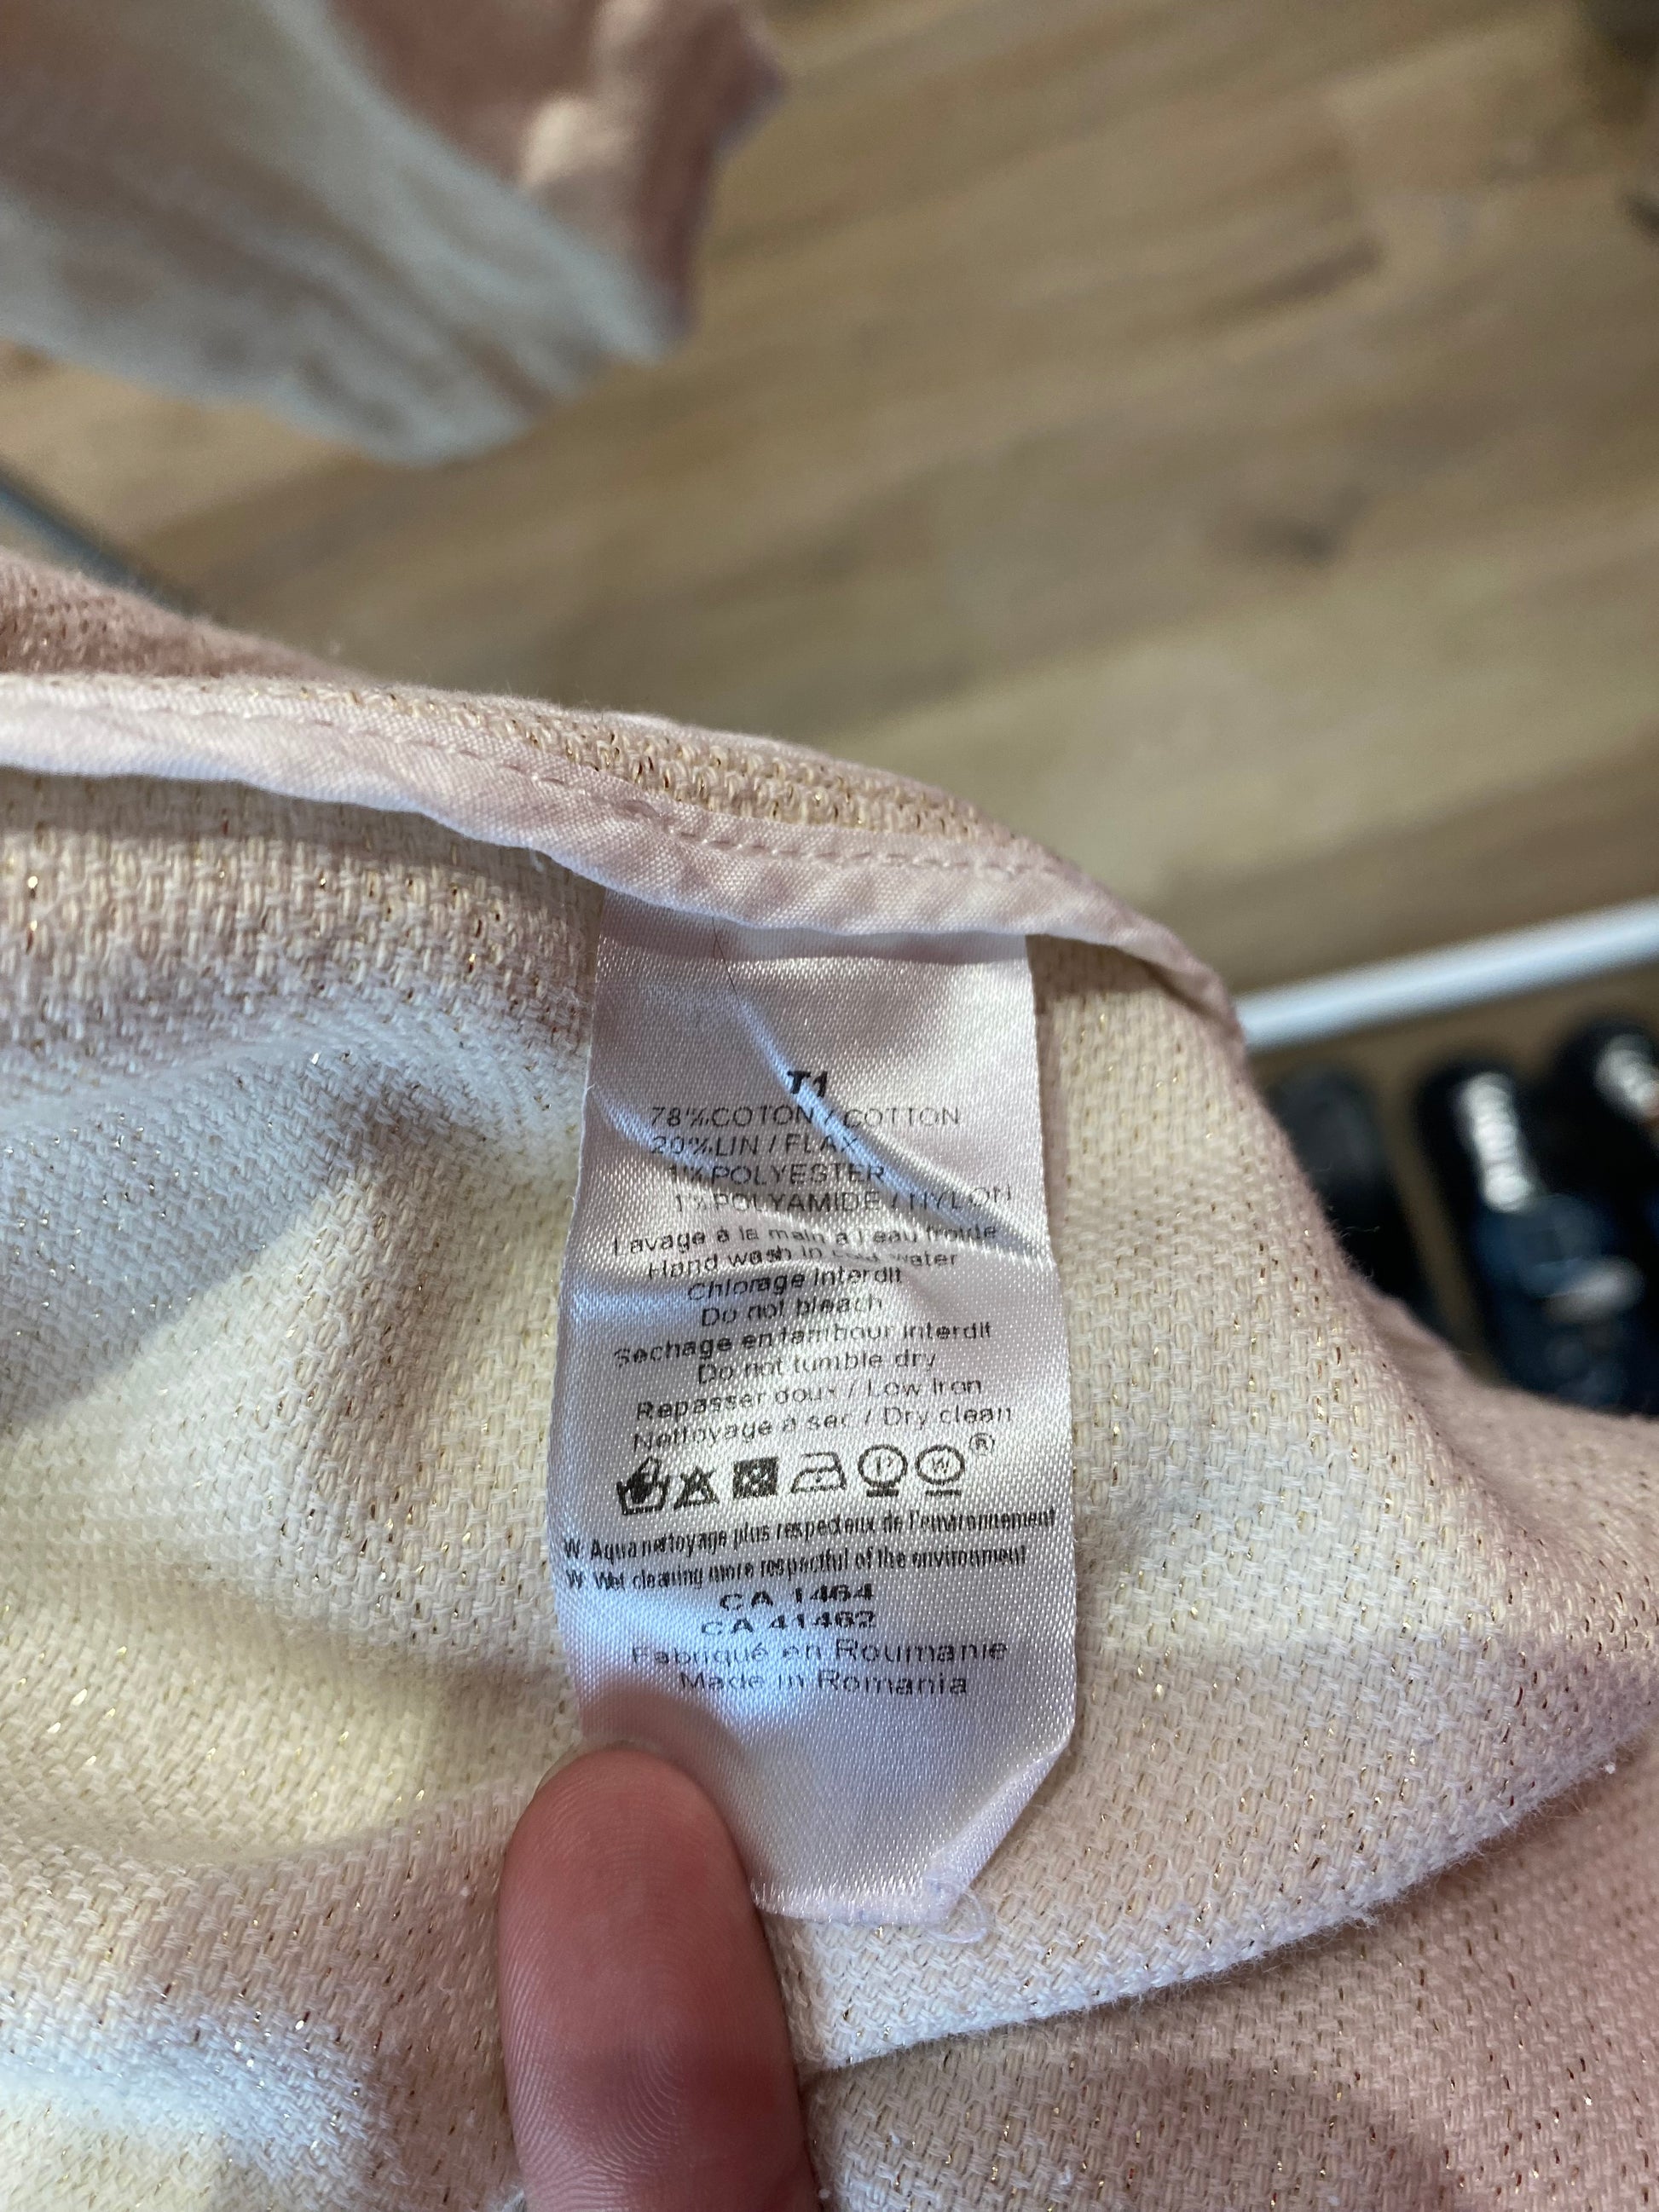 T1
78%COTON / COTTON
20%LIN / FLAX
1%POLYESTER
1%POLYAMIDE / NYLON
Lavage à la main à l'eau froide
Hand wash in cold water
Chlorage interdit
Do not bleach
Séchage en tambour interdit
Do not tumble dry
Repasser doux / Low iron
Nettoyage à sec / Dry clean
P W ®
W Aquanettoyage plus respectueux de l'environnement
W Wet cleaning more respectful of the environment
CA 1464
CA 41462
Fabriqué en Roumanie
Made in Romania